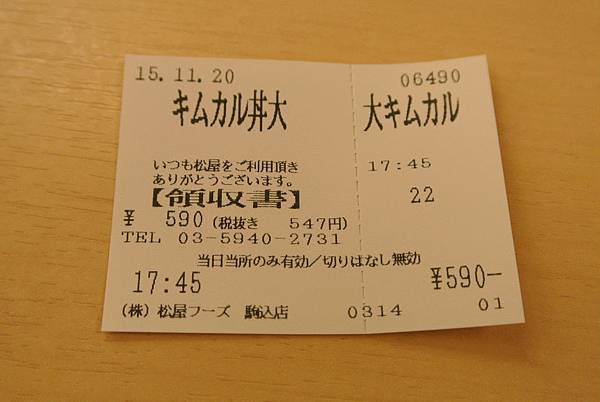 15.11.20
06490
キムカル丼大
大キムカル
いつも松屋をご利用頂き
ありがとうございます。
17:45
【領収書】
22
¥ 590(税抜き 547円)
TEL 03-5940-2731
当日当所のみ有効/切りはなし無効
17:45
¥590-
(株)松屋フーズ 駒込店
0314
01